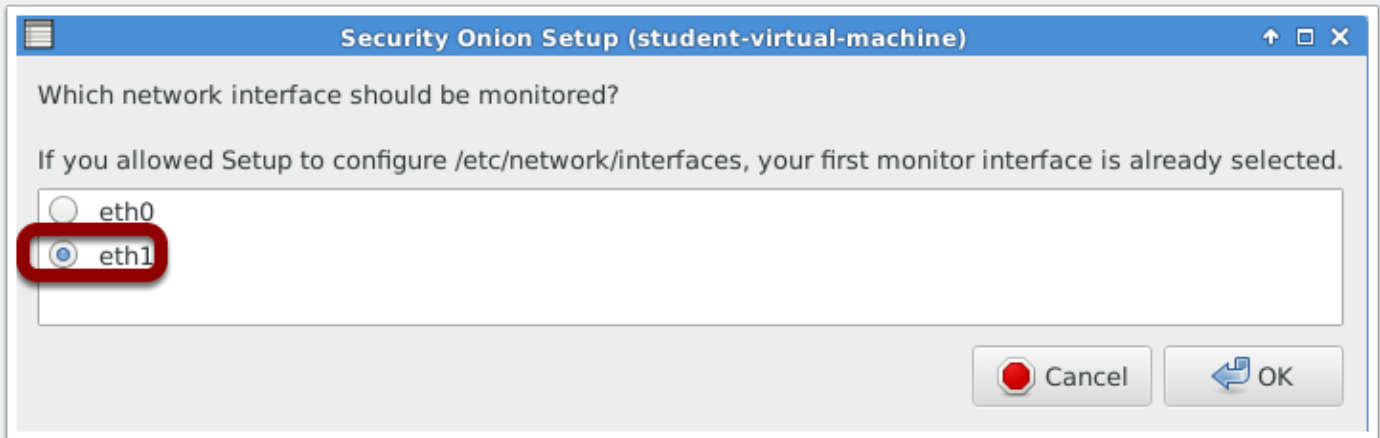 Security Onion Setup (student-virtual-machine)
Which network interface should be monitored?
If you allowed Setup to configure /etc/network/interfaces, your first monitor interface is already selected.
eth0
eth1
Cancel
OK